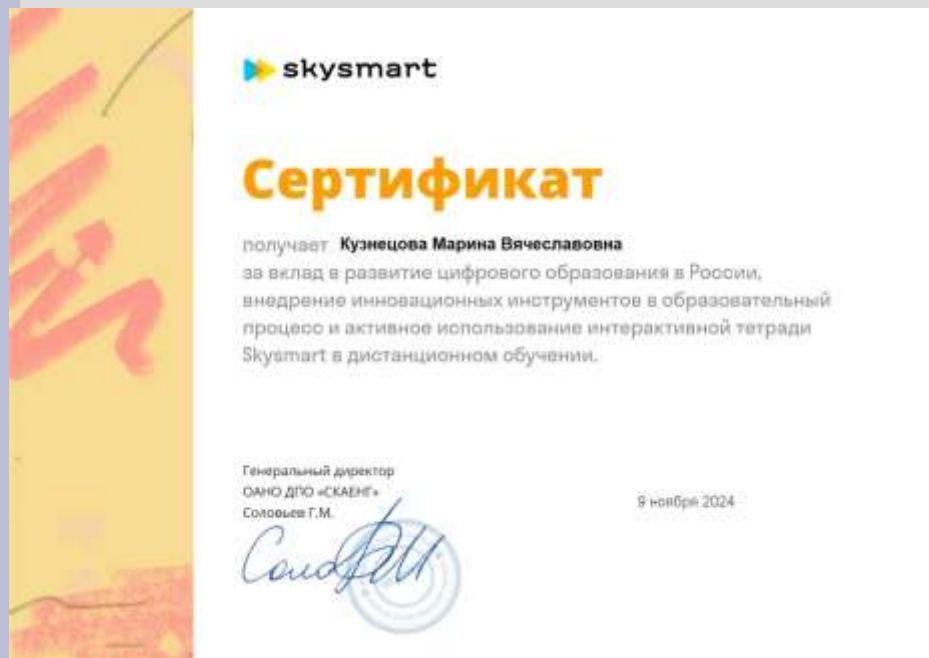 skysmart
Сертификат
получает Кузнецова Марина Вячеславовна
за вклад в развитие цифрового образования в России,
внедрение инновационных инструментов в образовательный
процесс и активное использование интерактивной тетради
Skysmart в дистанционном обучении.
Генеральный директор
ОАНО ДПО «СКАЕНГ»
Соловьев Г.М.
9 ноября 2024